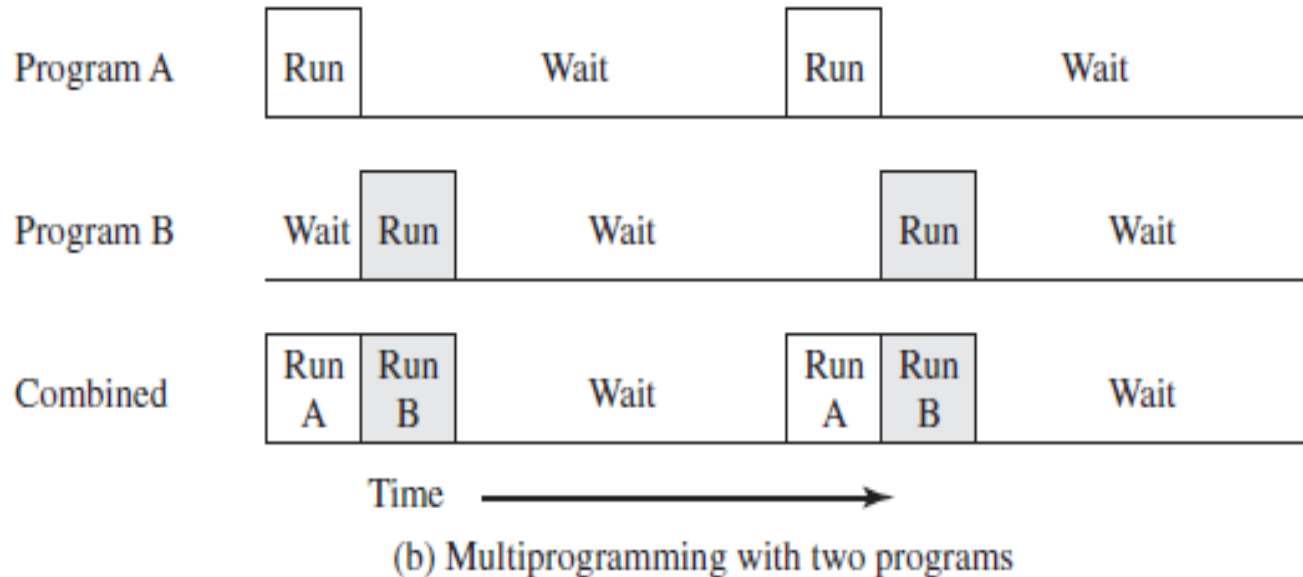 Program A Run Wait Run Wait
Program B Wait Run Wait Run Wait
Run Run Run Run
Combined Wait Wait
A B A B
Time
(b) Multiprogramming with two programs